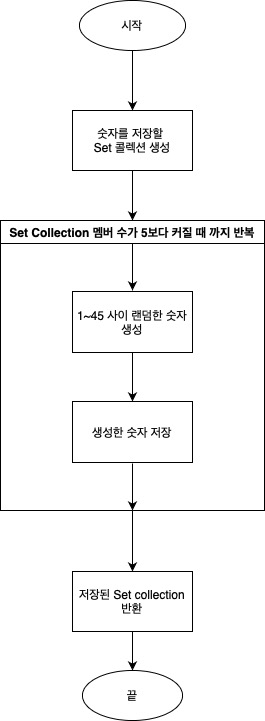 시작
숫자를 저장할
Set 콜렉션 생성
Set Collection 멤버 수가 5보다 커질 때 까지 반복
1~45 사이 랜덤한 숫자
생성
생성한 숫자 저장
저장된 Set collection
반환
끝